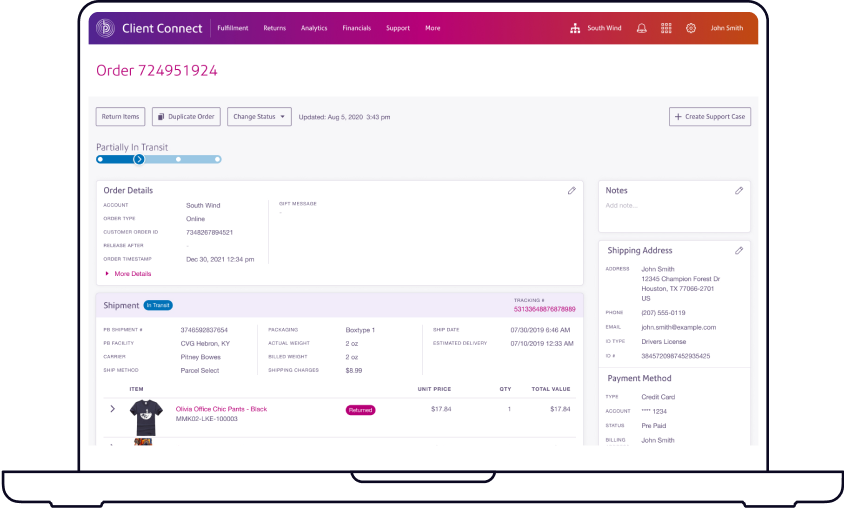 Client Connect Fulfillment Returns Analytics Financials Support More South Wind John Smith
Order 724951924
Return Items Duplicate Order Change Status Updated: Aug 5, 2020 3:43 pm + Create Support Case
Partially In Transit
Order Details
ACCOUNT South Wind
ORDER TYPE Online
CUSTOMER ORDER ID 7348267894521
RELEASE AFTER -
ORDER TIMESTAMP Dec 30, 2021 12:34 pm
More Details
GIFT MESSAGE
-
Notes
Add note...
Shipping Address
ADDRESS John Smith
12345 Champion Forest Dr
Houston, TX 77066-2701
US
PHONE (207) 555-0119
EMAIL john.smith@example.com
ID TYPE Drivers License
ID # 3845720987452935425
Payment Method
TYPE Credit Card
ACCOUNT **** 1234
STATUS Pre Paid
BILLING John Smith
Shipment In Transit
TRACKING #
53133648876878989
PB SHIPMENT # 3746592837654
PB FACILITY CVG Hebron, KY
CARRIER Pitney Bowes
SHIP METHOD Parcel Select
PACKAGING Boxtype 1
ACTUAL WEIGHT 2 oz
BILLED WEIGHT 2 oz
SHIPPING CHARGES $8.99
SHIP DATE 07/30/2019 6:46 AM
ESTIMATED DELIVERY 07/10/2019 12:33 AM
ITEM UNIT PRICE QTY TOTAL VALUE
Olivia Office Chic Pants - Black Returned $17.84 1 $17.84
MMK02-LKE-100003